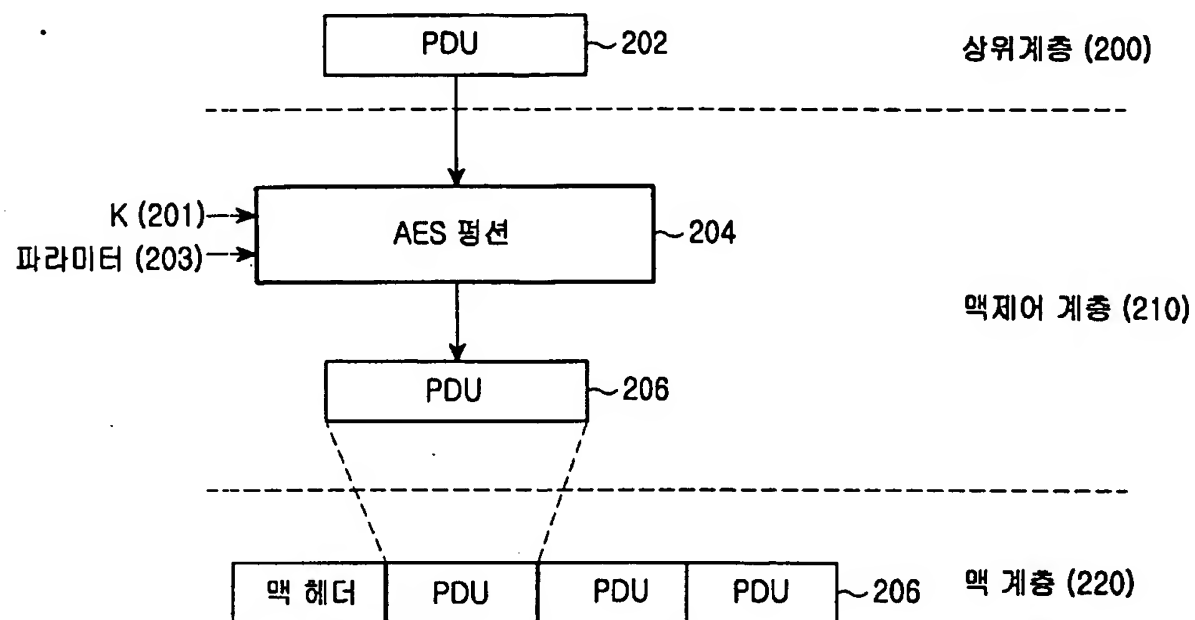 PDU 202 상위계층 (200)
K (201)
파라미터 (203)
AES 펑션 204
맥제어 계층 (210)
PDU 206
맥 헤더 PDU PDU PDU 206 맥 계층 (220)